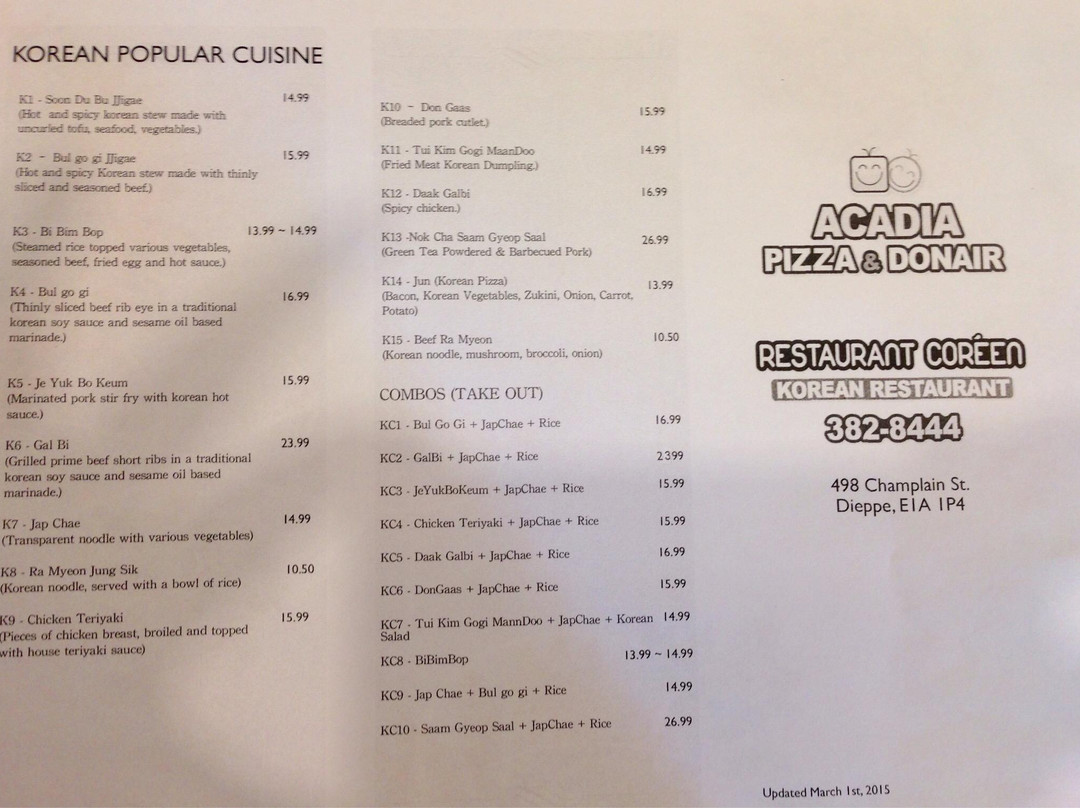 KOREAN POPULAR CUISINE
K1 - Soon Du Bu JJigae 14.99
(Hot and spicy korean stew made with
uncurled tofu, seafood, vegetables.)
K2 - Bul go gi JJigae 15.99
(Hot and spicy Korean stew made with thinly
sliced and seasoned beef.)
K3 - Bi Bim Bop 13.99 ~ 14.99
(Steamed rice topped various vegetables,
seasoned beef, fried egg and hot sauce.)
K4 - Bul go gi 16.99
(Thinly sliced beef rib eye in a traditional
korean soy sauce and sesame oil based
marinade.)
K5 - Je Yuk Bo Keum 15.99
(Marinated pork stir fry with korean hot
sauce.)
K6 - Gal Bi 23.99
(Grilled prime beef short ribs in a traditional
korean soy sauce and sesame oil based
marinade.)
K7 - Jap Chae 14.99
(Transparent noodle with various vegetables)
K8 - Ra Myeon Jung Sik 10.50
(Korean noodle, served with a bowl of rice)
K9 - Chicken Teriyaki 15.99
(Pieces of chicken breast, broiled and topped
with house teriyaki sauce)
K10 - Don Gaas 15.99
(Breaded pork cutlet.)
K11 - Tui Kim Gogi MaanDoo 14.99
(Fried Meat Korean Dumpling.)
K12 - Daak Galbi 16.99
(Spicy chicken.)
K13 -Nok Cha Saam Gyeop Saal 26.99
(Green Tea Powdered & Barbecued Pork)
K14 - Jun (Korean Pizza) 13.99
(Bacon, Korean Vegetables, Zukini, Onion, Carrot,
Potato)
K15 - Beef Ra Myeon 10.50
(Korean noodle, mushroom, broccoli, onion)
COMBOS (TAKE OUT)
KC1 - Bul Go Gi + JapChae + Rice 16.99
KC2 - GalBi + JapChae + Rice 2399
KC3 - JeYukBoKeum + JapChae + Rice 15.99
KC4 - Chicken Teriyaki + JapChae + Rice 15.99
KC5 - Daak Galbi + JapChae + Rice 16.99
KC6 - DonGaas + JapChae + Rice 15.99
KC7 - Tui Kim Gogi MannDoo + JapChae + Korean 14.99
Salad
KC8 - BiBimBop 13.99 ~ 14.99
KC9 - Jap Chae + Bul go gi + Rice 14.99
KC10 - Saam Gyeop Saal + JapChae + Rice 26.99
ACADIA
PIZZA & DONAIR
RESTAURANT CORÉEN
KOREAN RESTAURANT
382-8444
498 Champlain St.
Dieppe, E1A 1P4
Updated March 1st, 2015